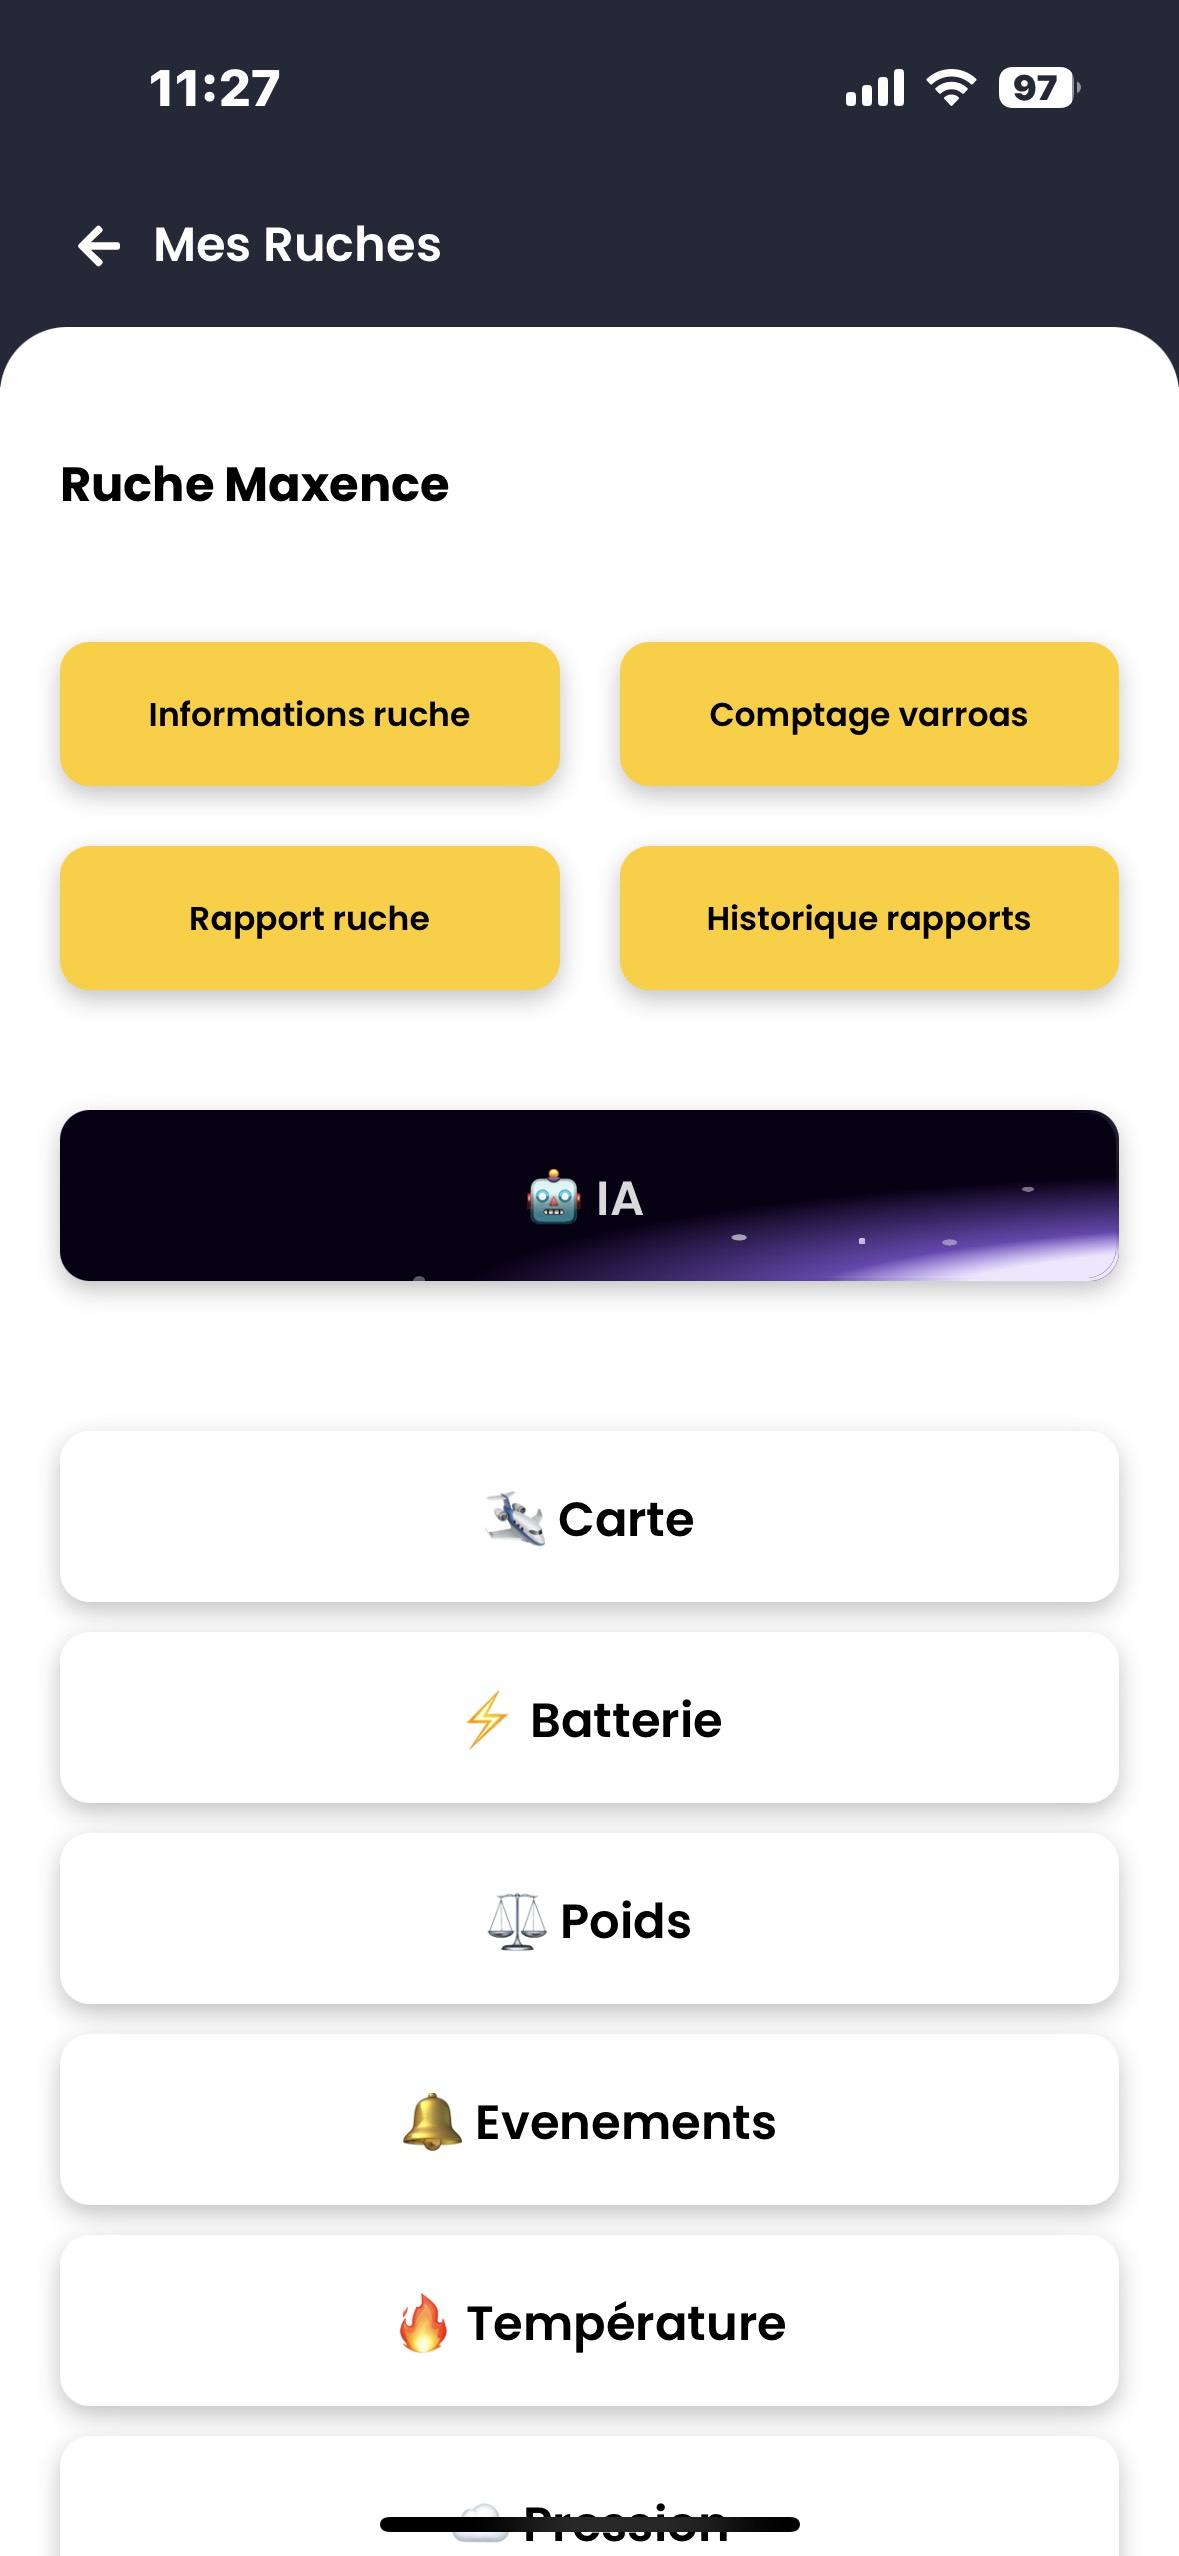 11:27
97
Mes Ruches
Ruche Maxence
Informations ruche
Comptage varroas
Rapport ruche
Historique rapports
IA
Carte
Batterie
Poids
Evenements
Température
Pression